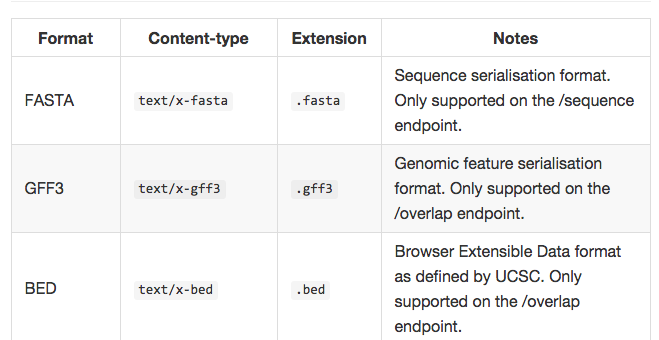 Format Content-type Extension Notes
Sequence serialisation format.
FASTA text/x-fasta .fasta Only supported on the /sequence
endpoint.
Genomic feature serialisation
GFF3 text/x-gff3 .gff3 format. Only supported on the
/overlap endpoint.
Browser Extensible Data format
as defined by UCSC. Only
BED text/x-bed .bed supported on the /overlap
endpoint.